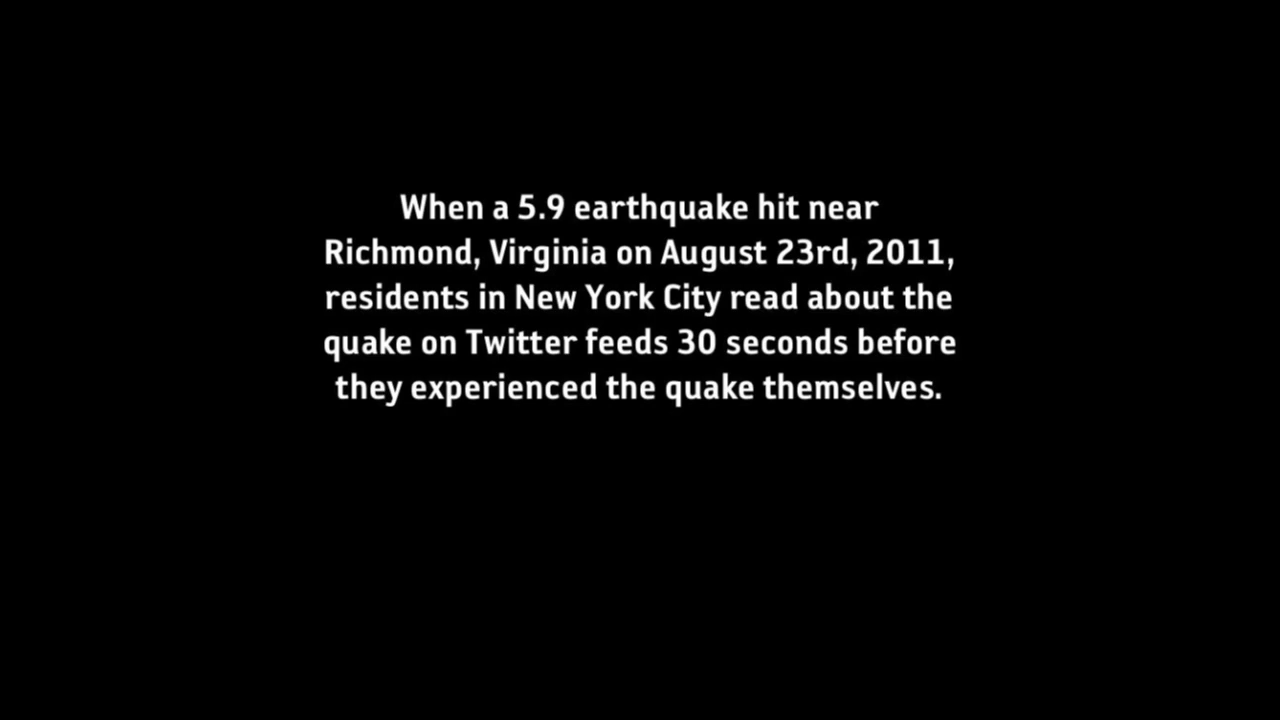 When a 5.9 earthquake hit near
Richmond, Virginia on August 23rd, 2011,
residents in New York City read about the
quake on Twitter feeds 30 seconds before
they experienced the quake themselves.